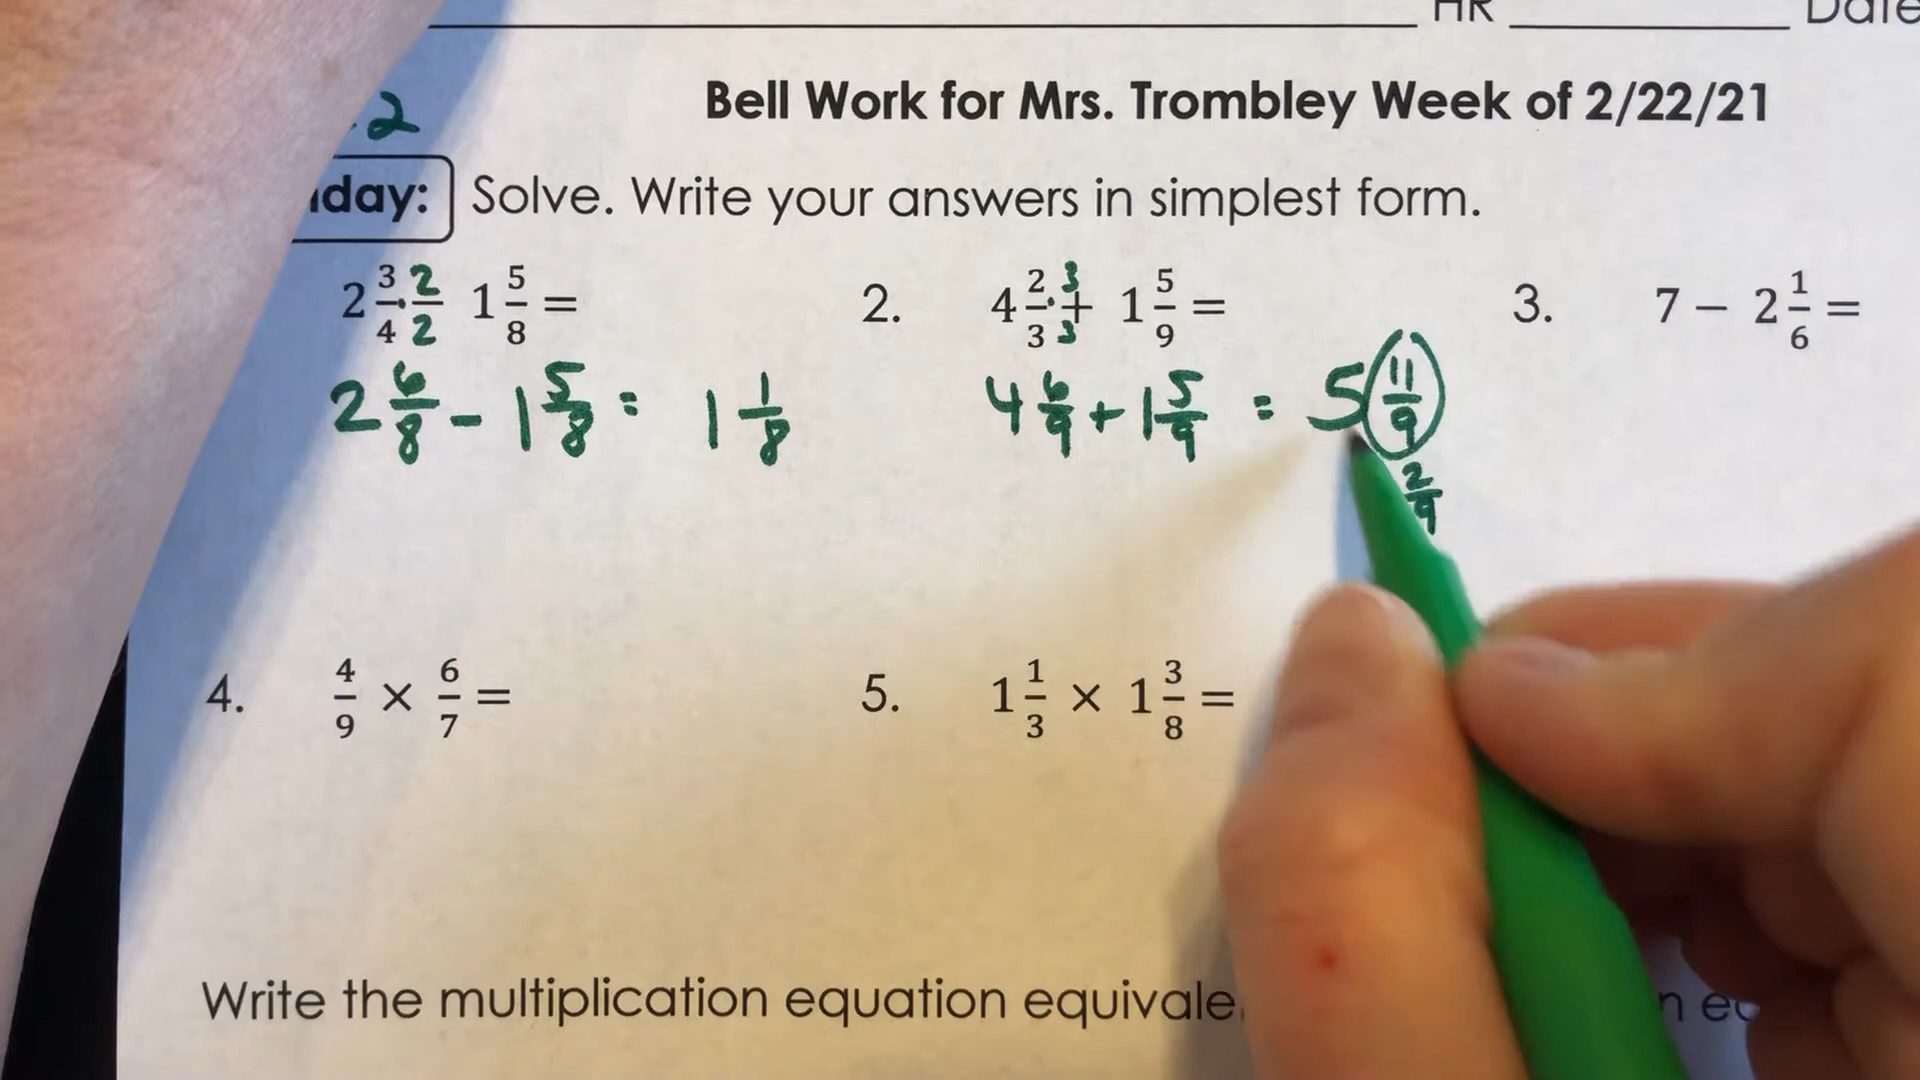 HR Date
Bell Work for Mrs. Trombley Week of 2/22/21
.2
day: Solve. Write your answers in simplest form.
2 3/4 · 2/2 1 5/8 = 2. 4 2/3 · 3/3 + 1 5/9 = 3. 7 − 2 1/6 =
2 6/8 - 1 5/8 = 1 1/8 4 6/9 + 1 5/9 = 5 11/9
2/9
4. 4/9 × 6/7 = 5. 1 1/3 × 1 3/8 =
Write the multiplication equation